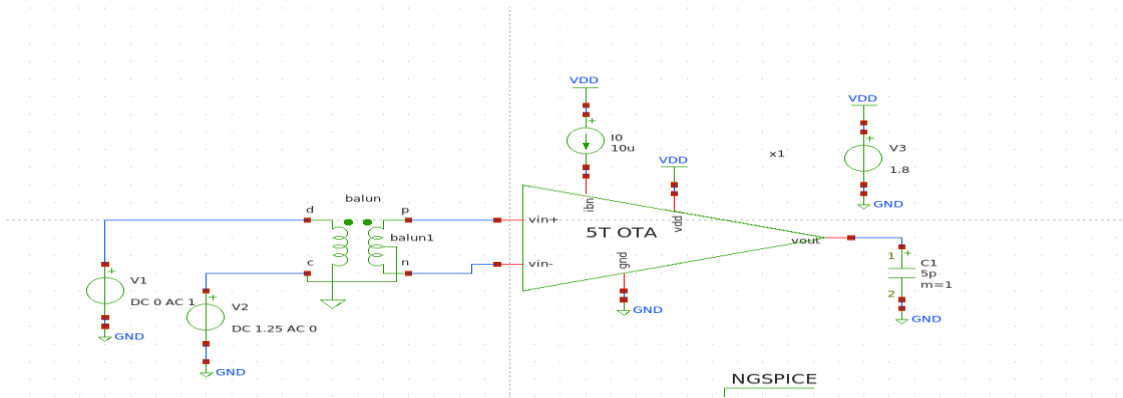 VDD
VDD
I0
10u
VDD
x1
V3
1.8
GND
balun
d
p
ibn
vdd
vin+
5T OTA
balun1
vout
c
n
vin-
gnd
1
C1
5p
m=1
2
V1
DC 0 AC 1
V2
DC 1.25 AC 0
GND
GND
GND
GND
NGSPICE